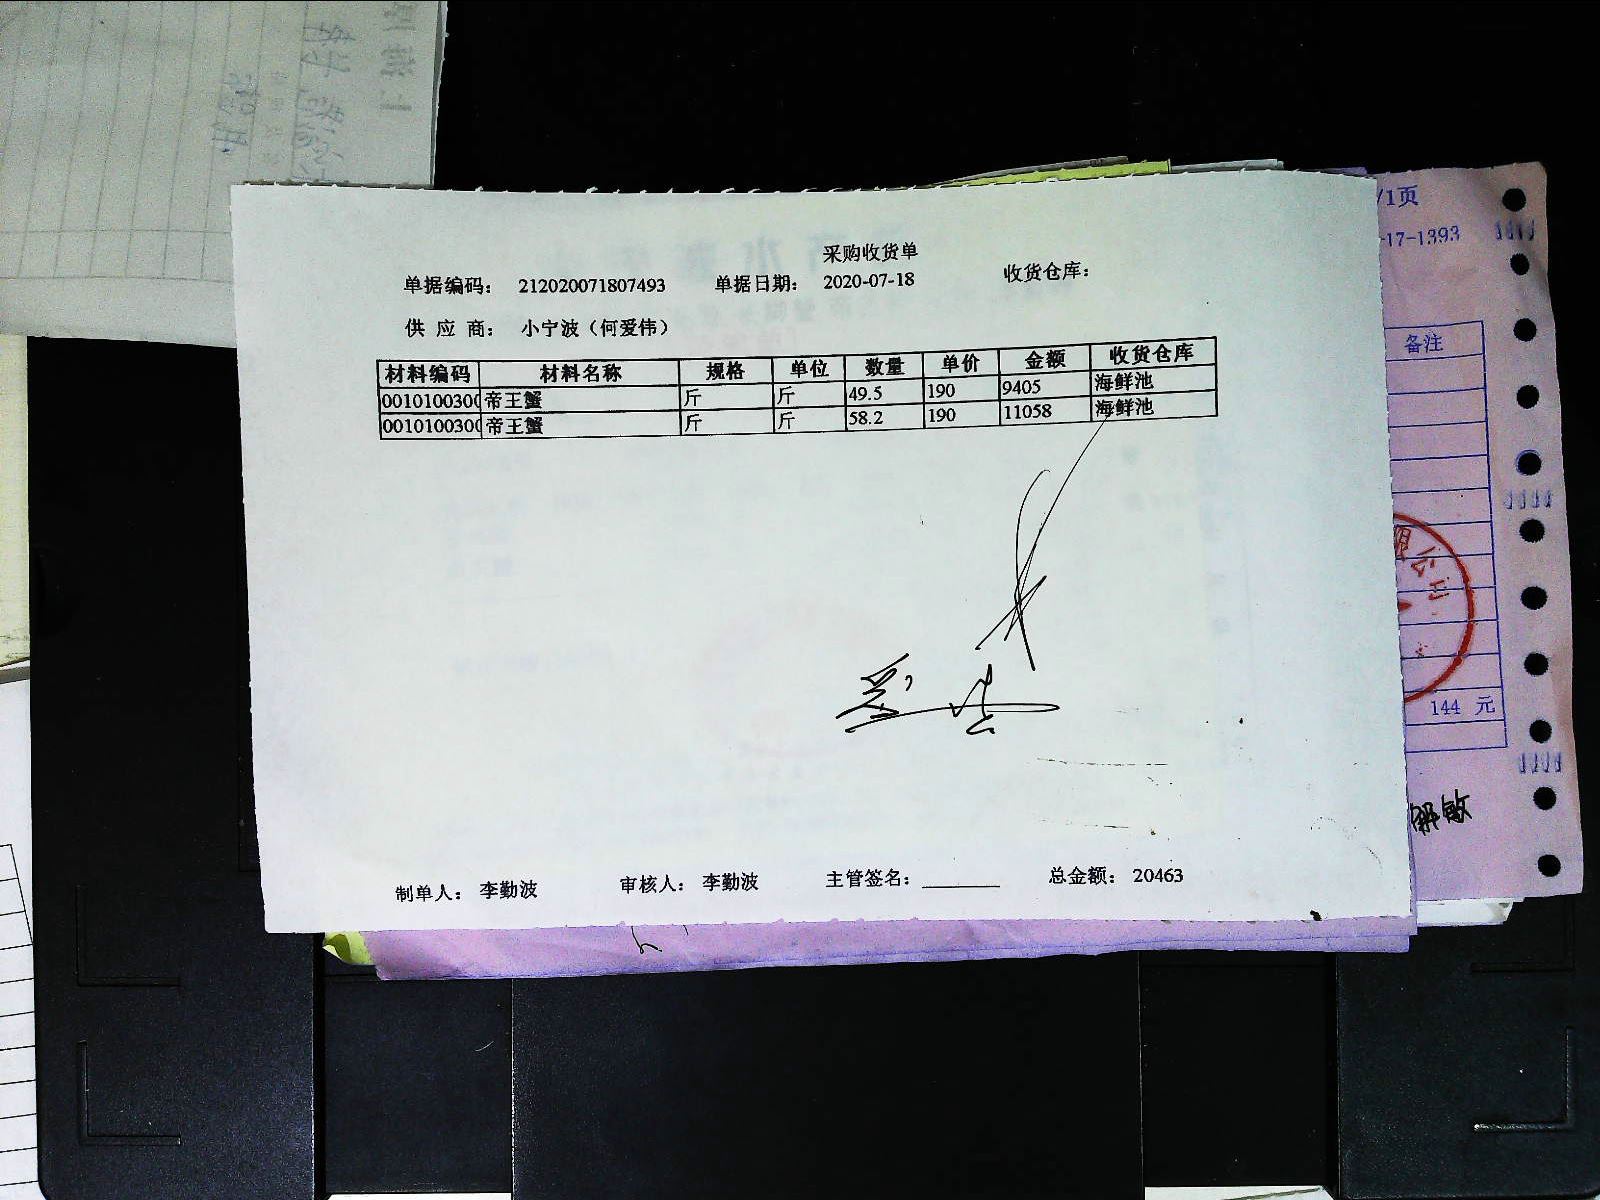 采购收货单
单据编码： 212020071807493 单据日期： 2020-07-18 收货仓库：
供 应 商： 小宁波（何爱伟）
材料编码 材料名称 规格 单位 数量 单价 金额 收货仓库
0010100300 帝王蟹 斤 斤 49.5 190 9405 海鲜池
0010100300 帝王蟹 斤 斤 58.2 190 11058 海鲜池
制单人： 李勤波 审核人： 李勤波 主管签名： 总金额： 20463
/1页
-17-1393
备注
公司
144 元
解敏